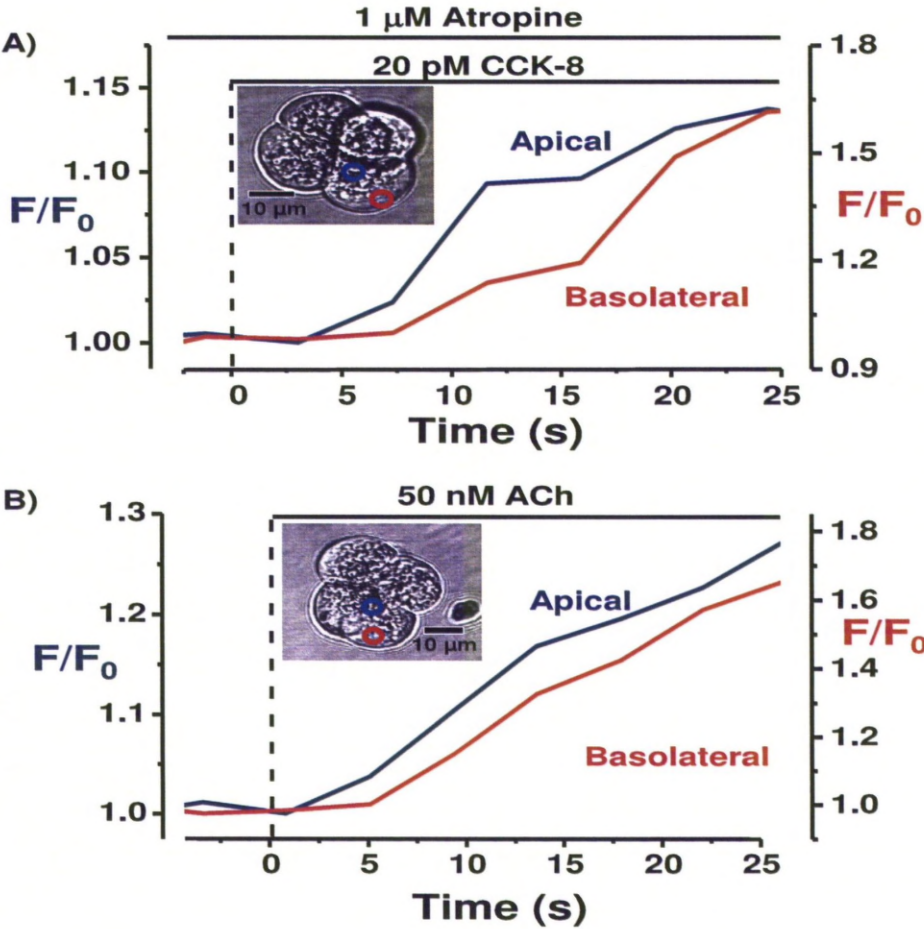 A)
1 μM Atropine
20 pM CCK-8
1.15
1.10
1.05
1.00
F/F0
Apical
Basolateral
10 μm
1.8
1.5
1.2
0.9
F/F0
0 5 10 15 20 25
Time (s)
B)
50 nM ACh
1.3
1.2
1.1
1.0
F/F0
Apical
Basolateral
10 μm
1.8
1.6
1.4
1.2
1.0
F/F0
0 5 10 15 20 25
Time (s)